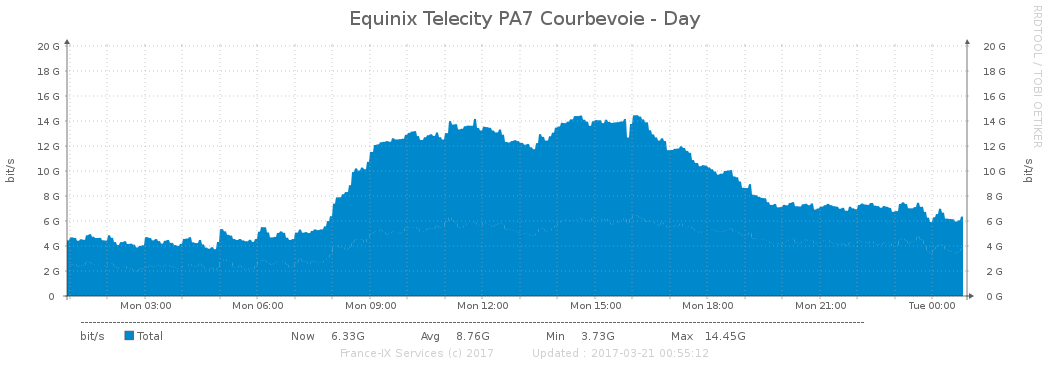 Equinix Telecity PA7 Courbevoie - Day
RRDTOOL / TOBI OETIKER
20 G 20 G
18 G 18 G
16 G 16 G
14 G 14 G
12 G 12 G
10 G 10 G
8 G 8 G
6 G 6 G
4 G 4 G
2 G 2 G
0 0 G
bit/s bit/s
Mon 03:00 Mon 06:00 Mon 09:00 Mon 12:00 Mon 15:00 Mon 18:00 Mon 21:00 Tue 00:00
bit/s Total Now 6.33G Avg 8.76G Min 3.73G Max 14.45G
France-IX Services (c) 2017 Updated : 2017-03-21 00:55:12